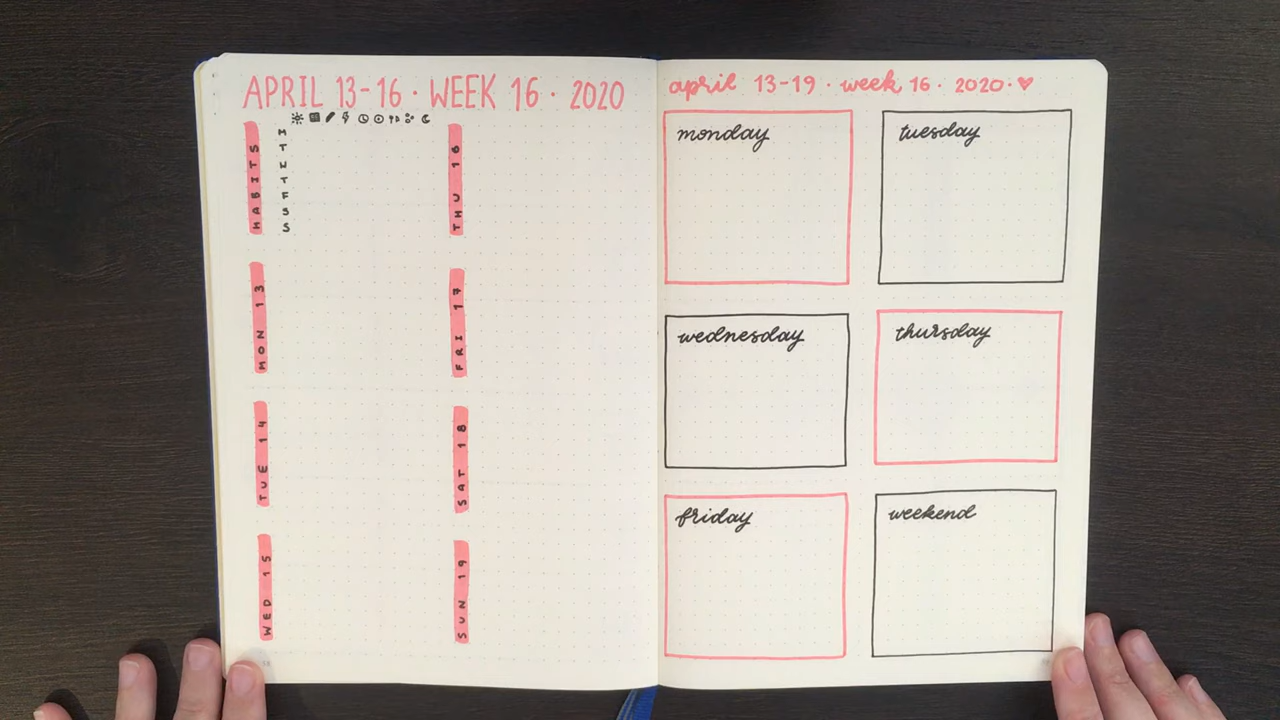 APRIL 13-16 · WEEK 16 · 2020
HABITS
M
T
W
T
F
S
S
MON 13
TUE 14
WED 15
THU 16
FRI 17
SAT 18
SUN 19
april 13-19 · week 16 · 2020 · ♥
monday
tuesday
wednesday
thursday
friday
weekend